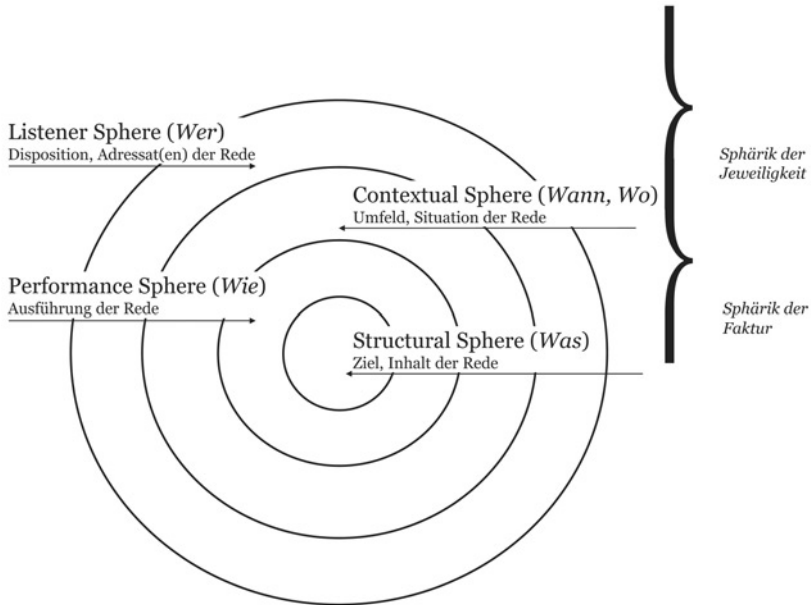 Listener Sphere (Wer)
Disposition, Adressat(en) der Rede
Contextual Sphere (Wann, Wo)
Umfeld, Situation der Rede
Performance Sphere (Wie)
Ausführung der Rede
Structural Sphere (Was)
Ziel, Inhalt der Rede
Sphärik der
Jeweiligkeit
Sphärik der
Faktur